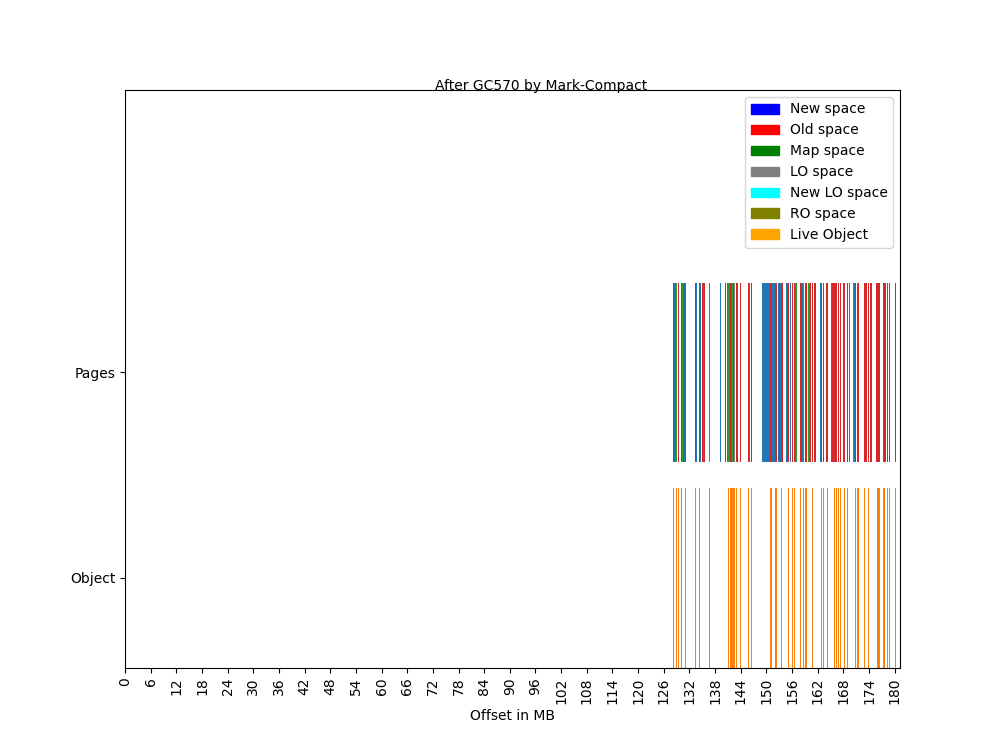 After GC570 by Mark-Compact
New space
Old space
Map space
LO space
New LO space
RO space
Live Object
Pages
Object
0 6 12 18 24 30 36 42 48 54 60 66 72 78 84 90 96 102 108 114 120 126 132 138 144 150 156 162 168 174 180
Offset in MB